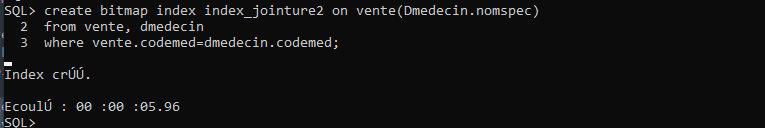 SQL> create bitmap index index_jointure2 on vente(Dmedecin.nomspec)
2 from vente, dmedecin
3 where vente.codemed=dmedecin.codemed;
Index crÚÚ.
EcoulÚ : 00 :00 :05.96
SQL>